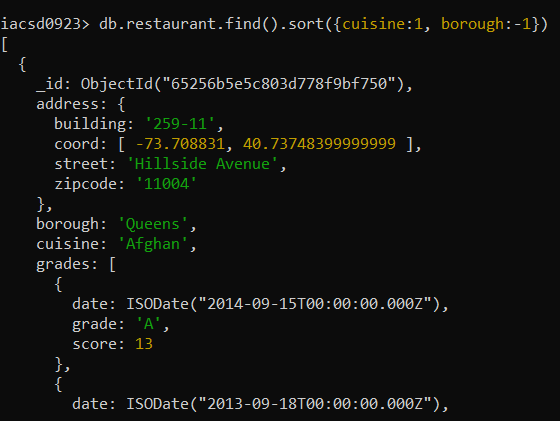 iacsd0923> db.restaurant.find().sort({cuisine:1, borough:-1})
[
  {
    _id: ObjectId("65256b5e5c803d778f9bf750"),
    address: {
      building: '259-11',
      coord: [ -73.708831, 40.73748399999999 ],
      street: 'Hillside Avenue',
      zipcode: '11004'
    },
    borough: 'Queens',
    cuisine: 'Afghan',
    grades: [
      {
        date: ISODate("2014-09-15T00:00:00.000Z"),
        grade: 'A',
        score: 13
      },
      {
        date: ISODate("2013-09-18T00:00:00.000Z"),